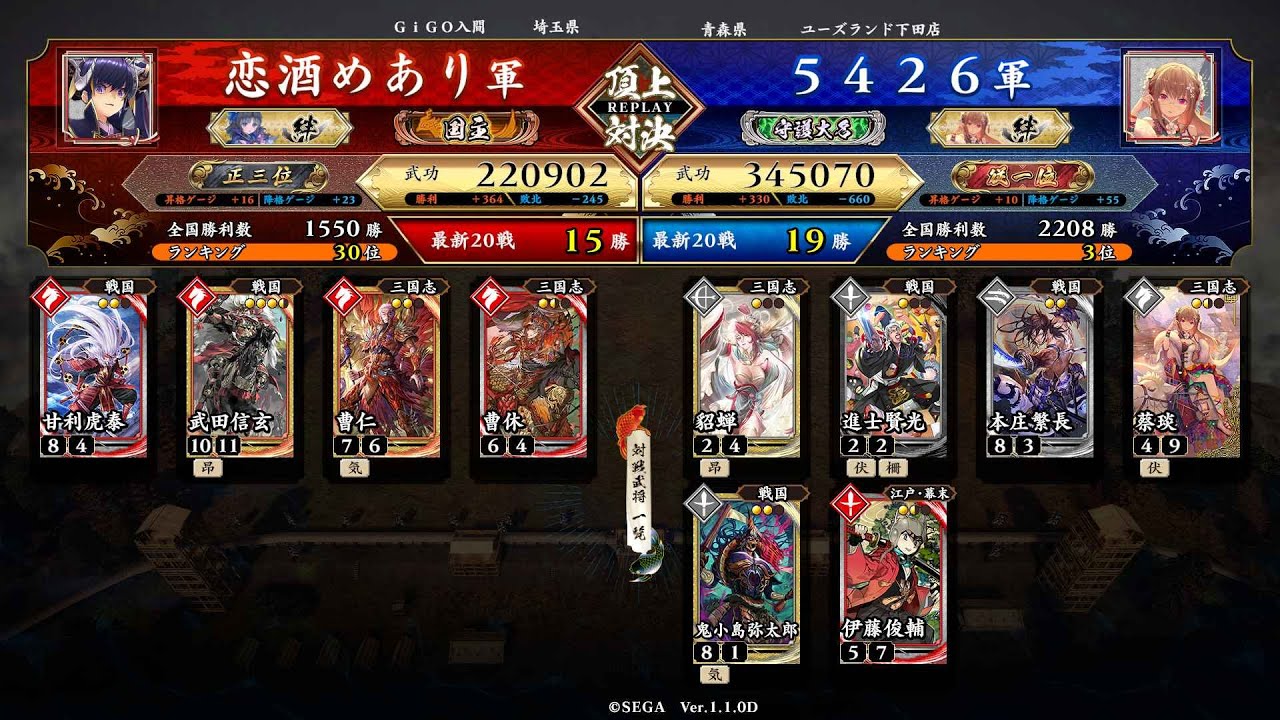 GiGO入間 埼玉県
青森県 ユーズランド下田店
恋酒めあり軍
頂上
REPLAY
対決
5426軍
絆
国主
守護大名
絆
正三位
昇格ゲージ +16 降格ゲージ +23
武功 220902
勝利 +364 敗北 -245
武功 345070
勝利 +330 敗北 -660
従一位
昇格ゲージ +10 降格ゲージ +55
全国勝利数 1550勝
ランキング 30位
最新20戦 15勝
最新20戦 19勝
全国勝利数 2208勝
ランキング 3位
戦国
甘利虎泰
8 4
戦国
武田信玄
10 11
昴
三国志
曹仁
7 6
気
三国志
曹休
6 4
対戦武将一覧
三国志
貂蝉
2 4
昴
戦国
進士賢光
2 2
伏 柵
戦国
本庄繁長
8 3
三国志
蔡琰
4 9
伏
戦国
鬼小島弥太郎
8 1
気
江戸・幕末
伊藤俊輔
5 7
©SEGA Ver.1.1.0D